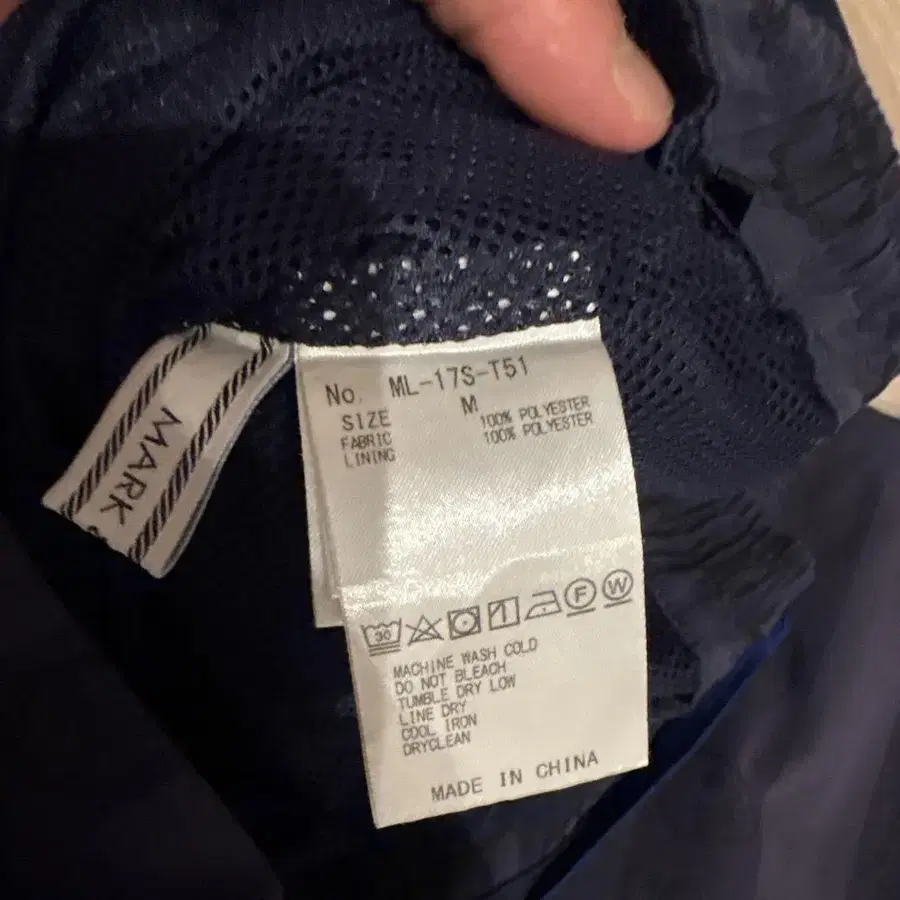 MARK
No. ML-17S-T51
SIZE M
FABRIC 100% POLYESTER
LINING 100% POLYESTER
30 F W
MACHINE WASH COLD
DO NOT BLEACH
TUMBLE DRY LOW
LINE DRY
COOL IRON
DRYCLEAN
MADE IN CHINA